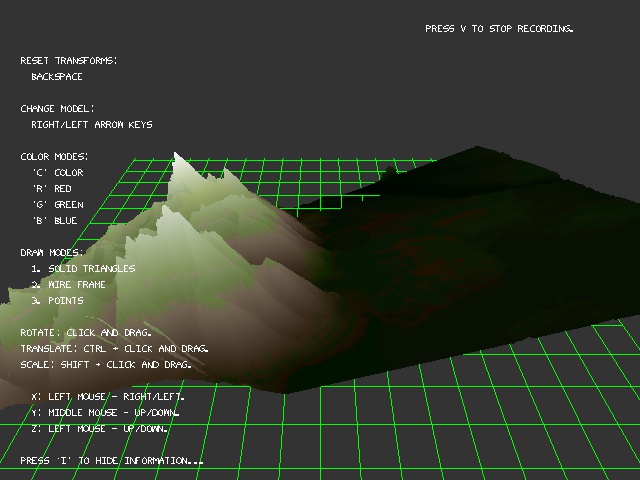 PRESS V TO STOP RECORDING.
RESET TRANSFORMS:
BACKSPACE
CHANGE MODEL:
RIGHT/LEFT ARROW KEYS
COLOR MODES:
'C' COLOR
'R' RED
'G' GREEN
'B' BLUE
DRAW MODES:
1. SOLID TRIANGLES
2. WIRE FRAME
3. POINTS
ROTATE: CLICK AND DRAG.
TRANSLATE: CTRL + CLICK AND DRAG.
SCALE: SHIFT + CLICK AND DRAG.
X: LEFT MOUSE - RIGHT/LEFT.
Y: MIDDLE MOUSE - UP/DOWN.
Z: LEFT MOUSE - UP/DOWN.
PRESS 'I' TO HIDE INFORMATION...